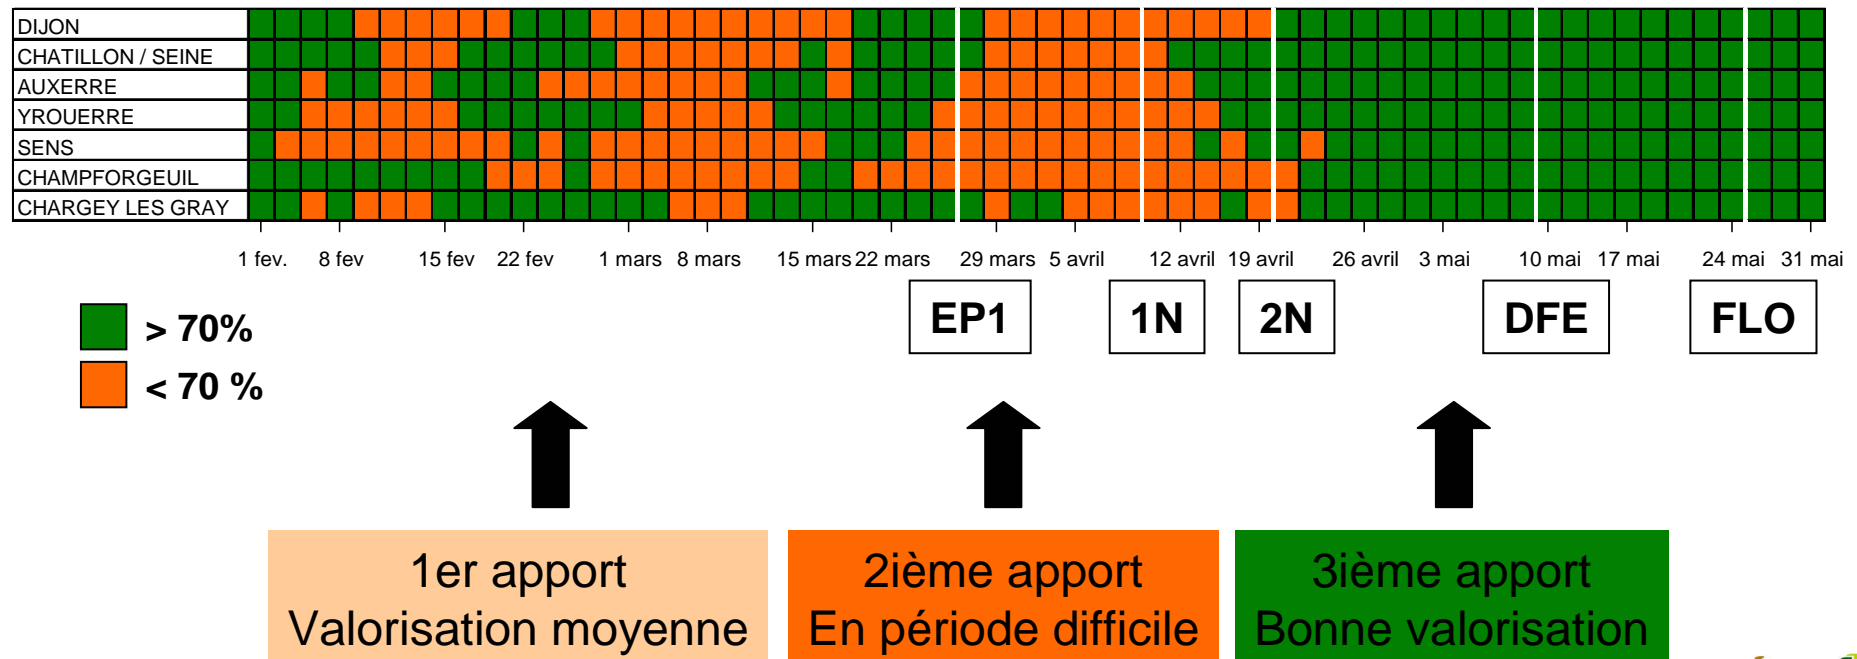 DIJON
CHATILLON / SEINE
AUXERRE
YROUERRE
SENS
CHAMPFORGEUIL
CHARGEY LES GRAY
1 fev. 8 fev 15 fev 22 fev 1 mars 8 mars 15 mars 22 mars 29 mars 5 avril 12 avril 19 avril 26 avril 3 mai 10 mai 17 mai 24 mai 31 mai
EP1 1N 2N DFE FLO
> 70%
< 70 %
1er apport
Valorisation moyenne
2ième apport
En période difficile
3ième apport
Bonne valorisation